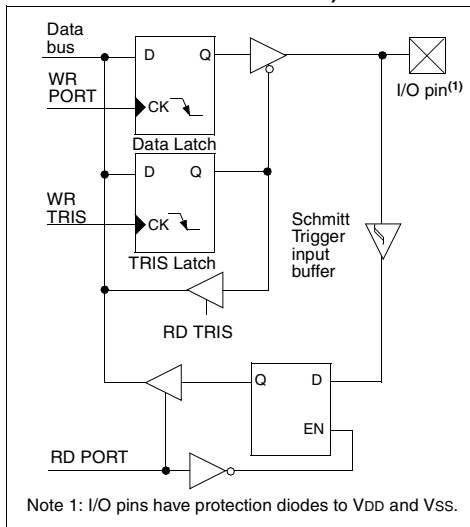 Data
bus
D Q
WR
PORT
CK
I/O pin(1)
Data Latch
D Q
WR
TRIS
CK
TRIS Latch
Schmitt
Trigger
input
buffer
RD TRIS
Q D
EN
RD PORT
Note 1: I/O pins have protection diodes to VDD and VSS.